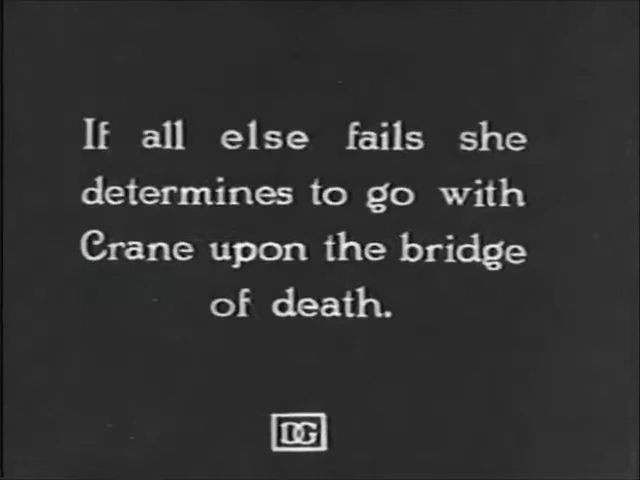 If all else fails she
determines to go with
Crane upon the bridge
of death.
DG